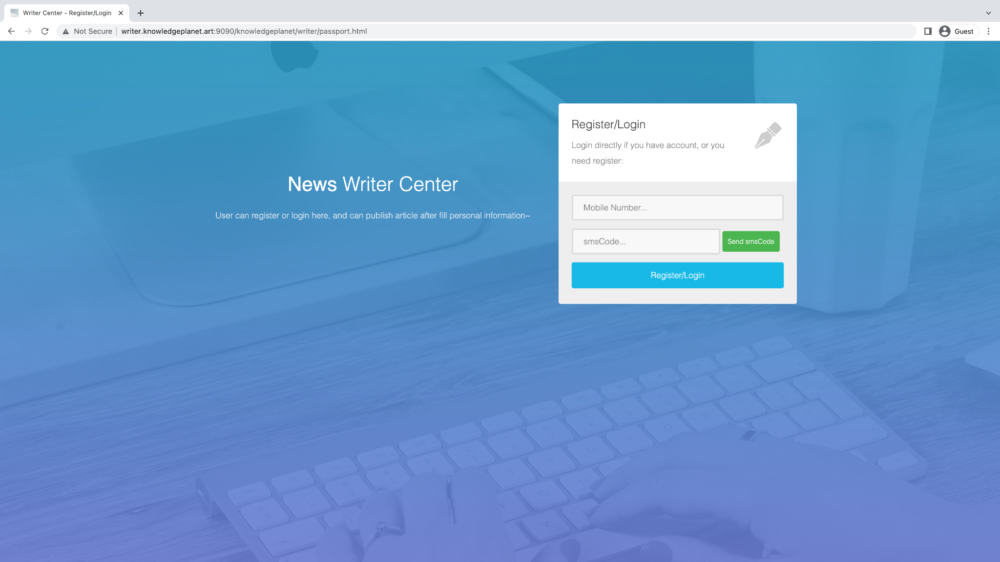 Writer Center - Register/Login
Not Secure
writer.knowledgeplanet.art:9090/knowledgeplanet/writer/passport.html
Guest
News Writer Center
User can register or login here, and can publish article after fill personal information~
Register/Login
Login directly if you have account, or you
need register:
Mobile Number...
smsCode...
Send smsCode
Register/Login